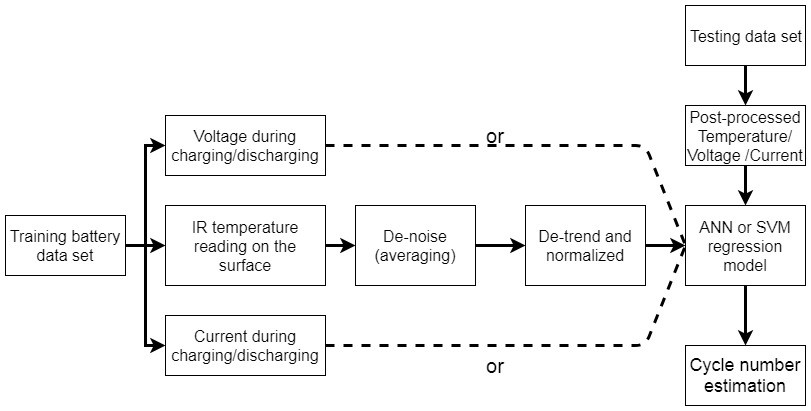 Testing data set
Post-processed
Temperature/
Voltage /Current
Voltage during
charging/discharging
or
Training battery
data set
IR temperature
reading on the
surface
De-noise
(averaging)
De-trend and
normalized
ANN or SVM
regression
model
Current during
charging/discharging
or
Cycle number
estimation